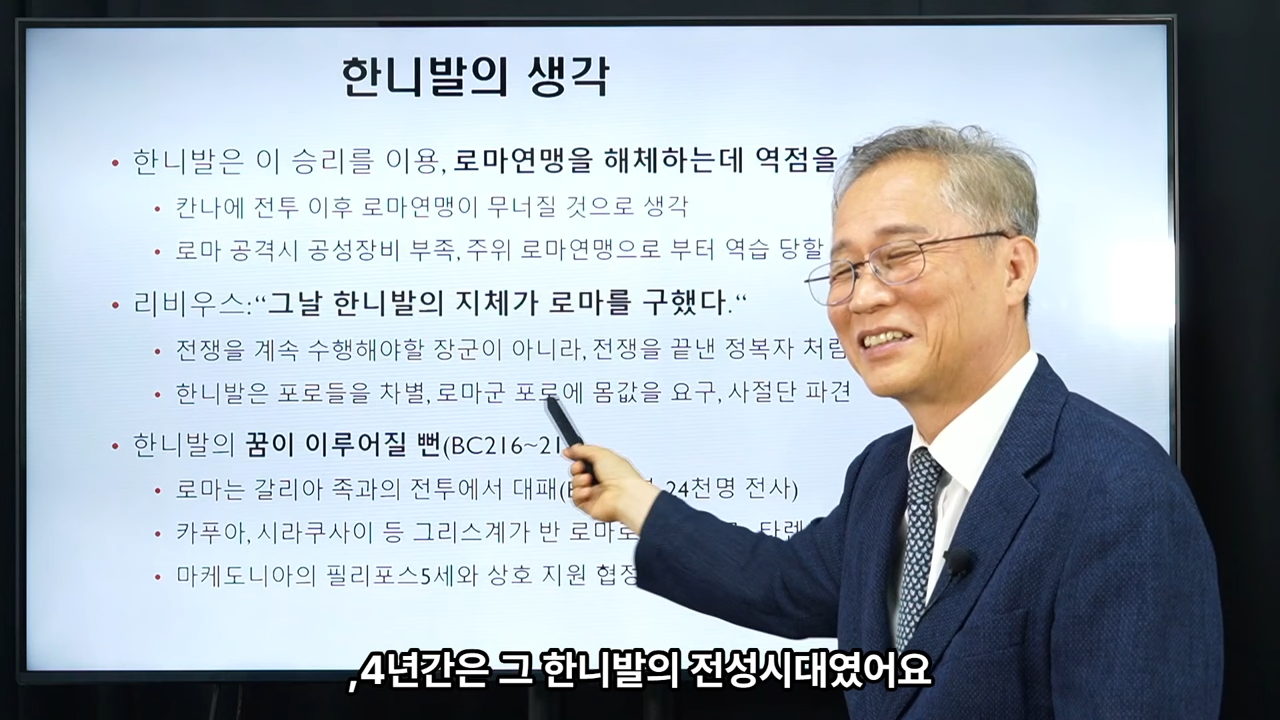 한니발의 생각
• 한니발은 이 승리를 이용, 로마연맹을 해체하는데 역점을
• 칸나에 전투 이후 로마연맹이 무너질 것으로 생각
• 로마 공격시 공성장비 부족, 주위 로마연맹으로 부터 역습 당할
• 리비우스:“그날 한니발의 지체가 로마를 구했다.“
• 전쟁을 계속 수행해야할 장군이 아니라, 전쟁을 끝낸 정복자 처럼
• 한니발은 포로들을 차별, 로마군 포로에 몸값을 요구, 사절단 파견
• 한니발의 꿈이 이루어질 뻔(BC216~21
• 로마는 갈리아 족과의 전투에서 대패( 24천명 전사)
• 카푸아, 시라쿠사이 등 그리스계가 반 로마로
• 마케도니아의 필리포스5세와 상호 지원 협정
,4년간은 그 한니발의 전성시대였어요